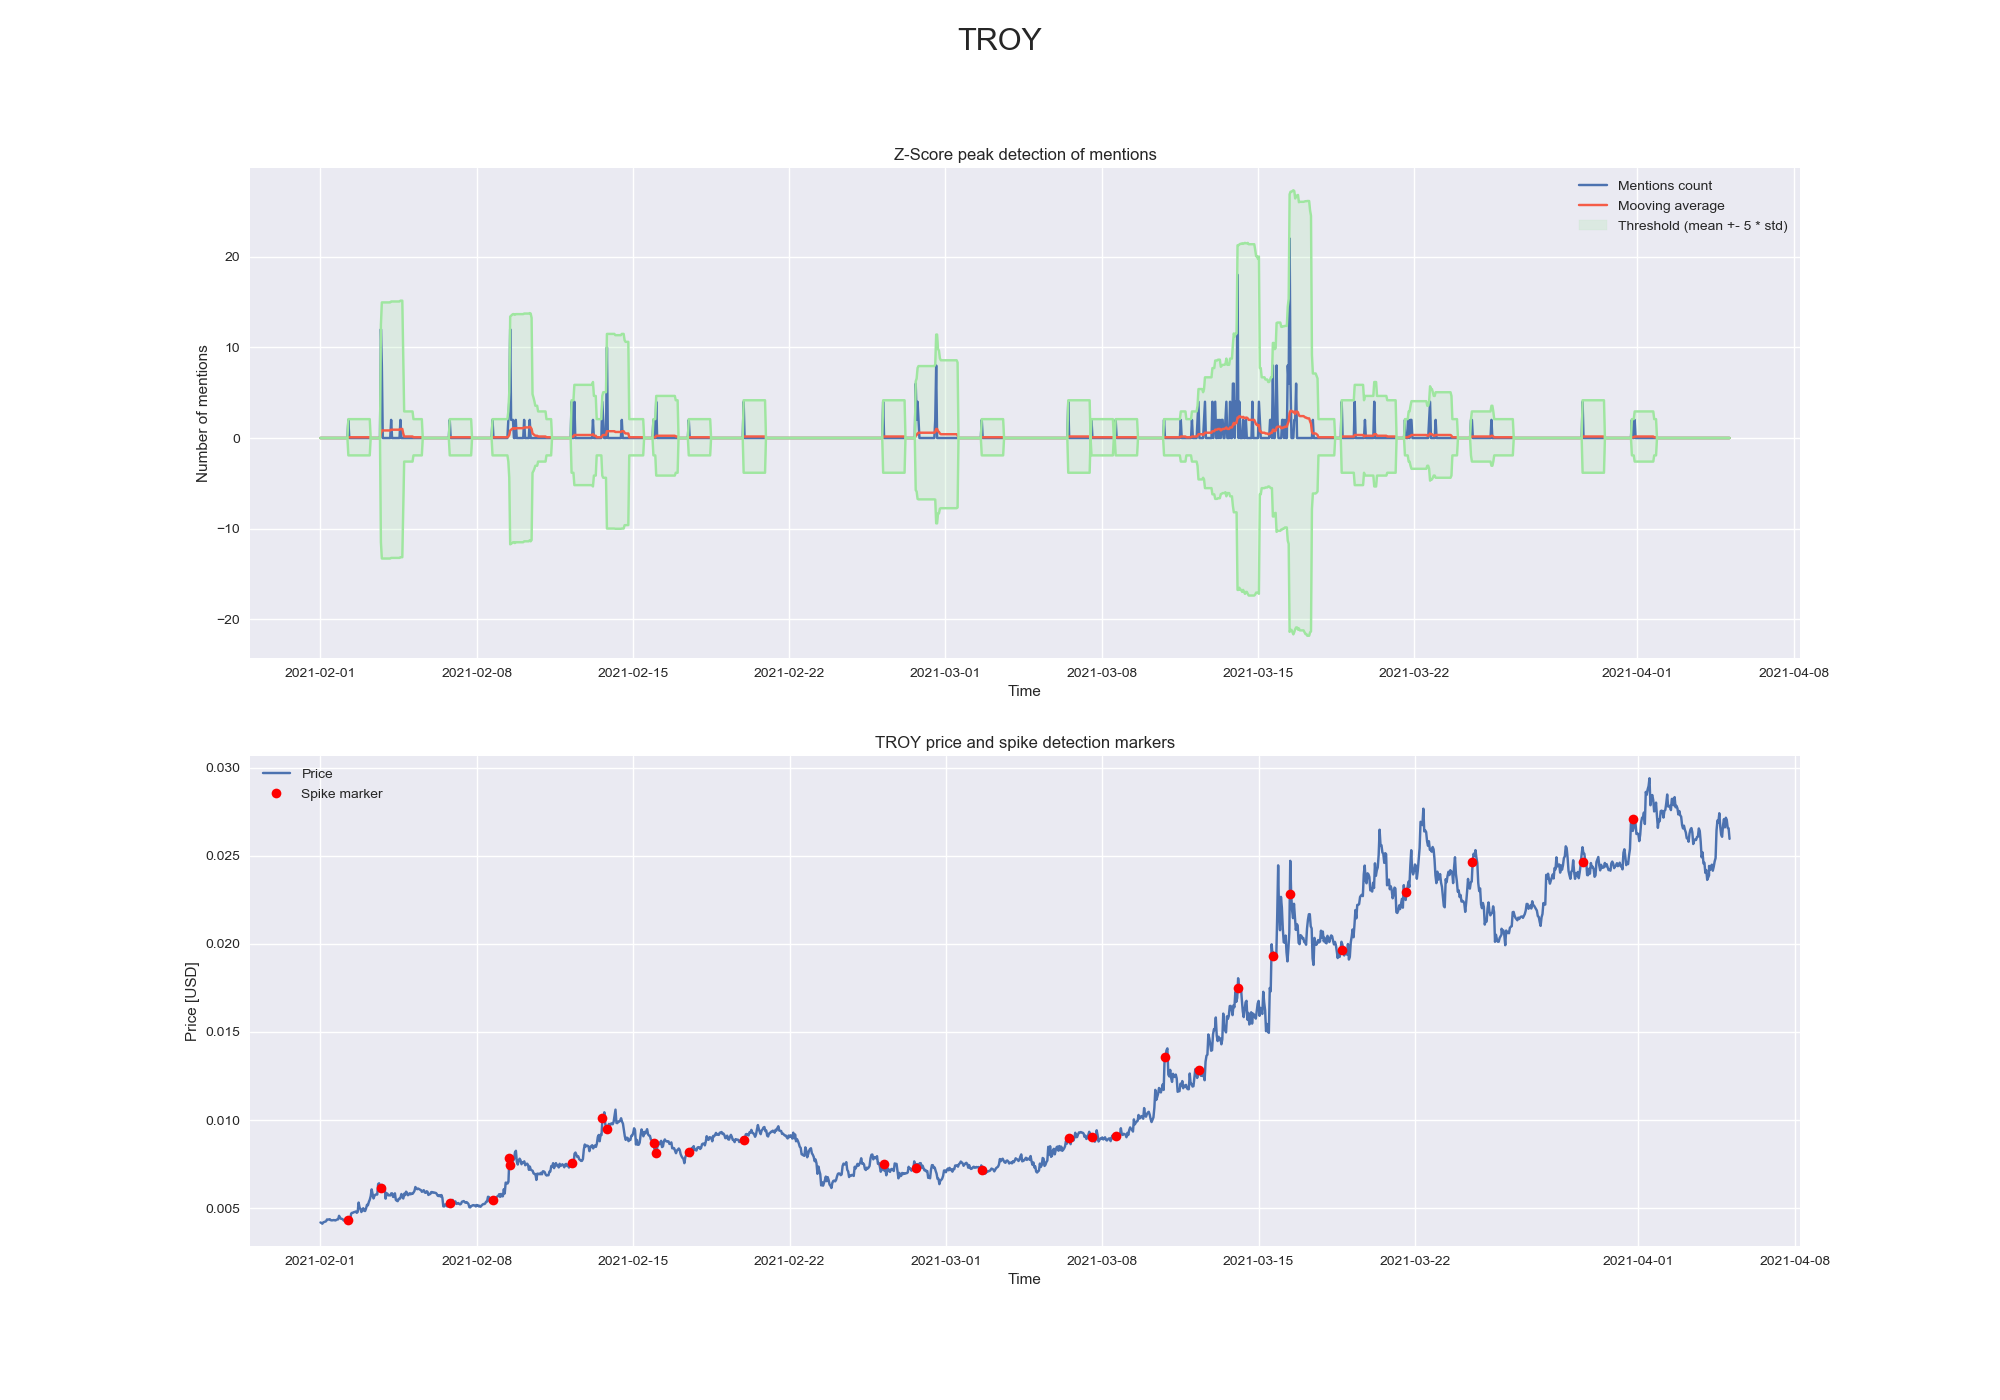 TROY
Z-Score peak detection of mentions
Mentions count
Mooving average
Threshold (mean +- 5 * std)
Number of mentions
20
10
0
−10
−20
2021-02-01 2021-02-08 2021-02-15 2021-02-22 2021-03-01 2021-03-08 2021-03-15 2021-03-22 2021-04-01 2021-04-08
Time
TROY price and spike detection markers
Price
Spike marker
Price [USD]
0.030
0.025
0.020
0.015
0.010
0.005
2021-02-01 2021-02-08 2021-02-15 2021-02-22 2021-03-01 2021-03-08 2021-03-15 2021-03-22 2021-04-01 2021-04-08
Time